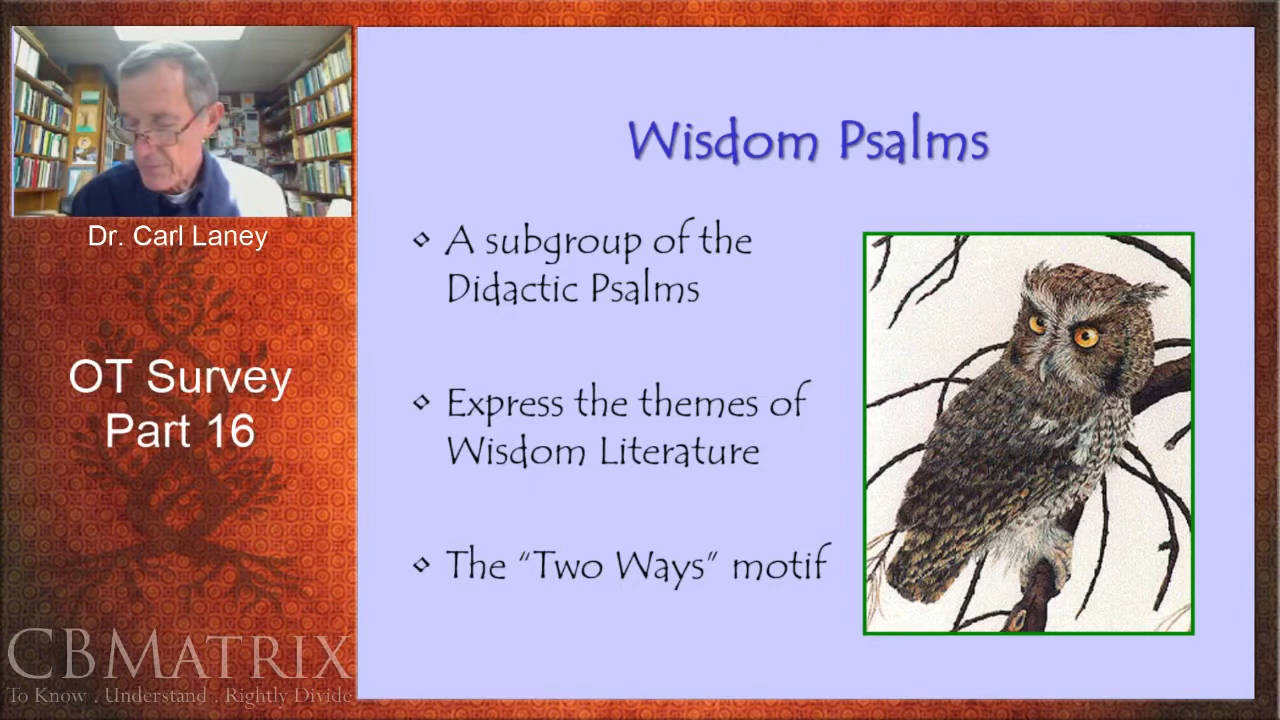 Dr. Carl Laney
OT Survey
Part 16
CBMATRIX
To Know . Understand . Rightly Divide
Wisdom Psalms
• A subgroup of the
Didactic Psalms
• Express the themes of
Wisdom Literature
• The “Two Ways” motif